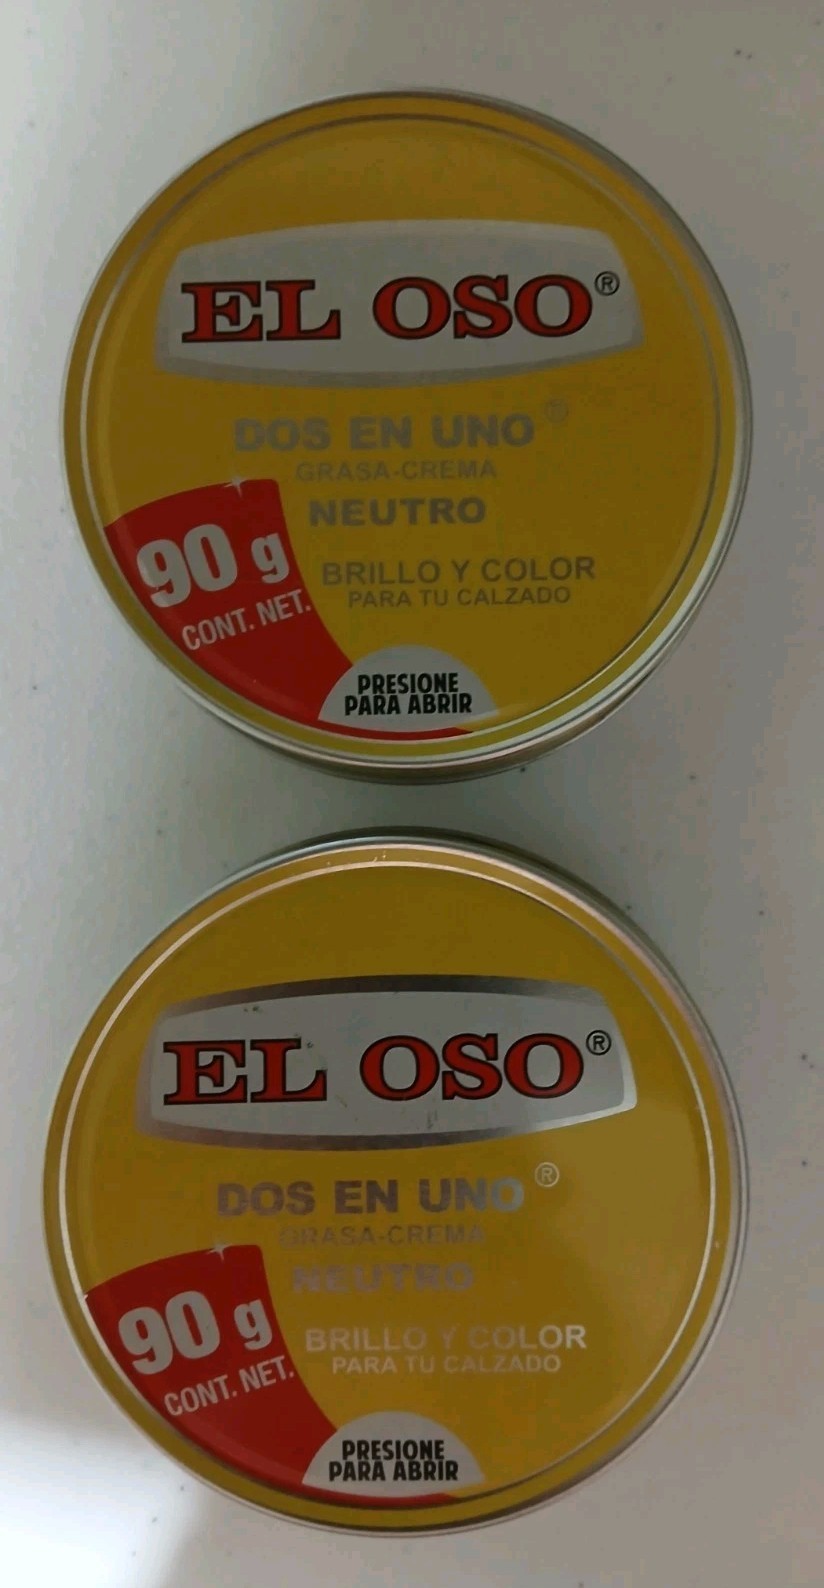 EL OSO®
DOS EN UNO®
GRASA-CREMA
NEUTRO
90 g
CONT. NET.
BRILLO Y COLOR
PARA TU CALZADO
PRESIONE
PARA ABRIR
EL OSO®
DOS EN UNO®
GRASA-CREMA
NEUTRO
90 g
CONT. NET.
BRILLO Y COLOR
PARA TU CALZADO
PRESIONE
PARA ABRIR